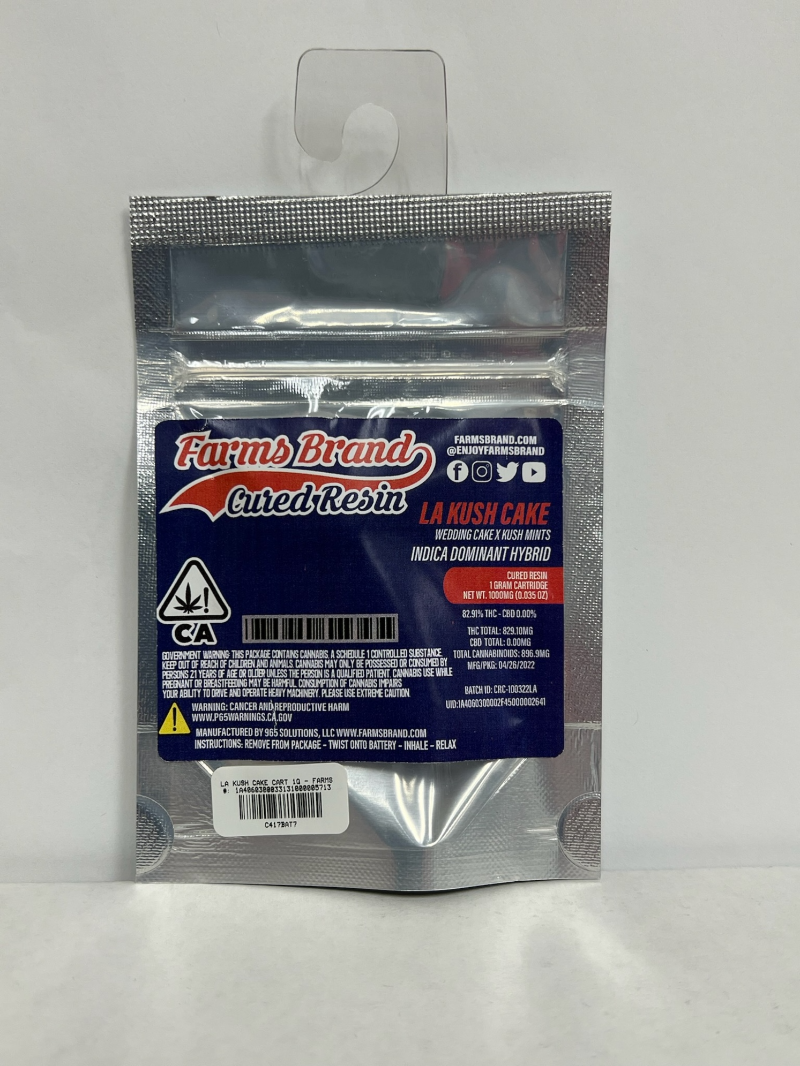 Farms Brand
Cured Resin
FARMSBRAND.COM
@ENJOYFARMSBRAND
LA KUSH CAKE
WEDDING CAKE X KUSH MINTS
INDICA DOMINANT HYBRID
CURED RESIN
1 GRAM CARTRIDGE
NET WT. 1000MG (0.035 OZ)
82.91% THC - CBD 0.00%
THC TOTAL: 829.10MG
CBD TOTAL: 0.00MG
TOTAL CANNABINOIDS: 896.9MG
MFG/PKG: 04/26/2022
BATCH ID: CRC-100322LA
UID:1A4060300002F45000002641
CA
GOVERNMENT WARNING: THIS PACKAGE CONTAINS CANNABIS, A SCHEDULE 1 CONTROLLED SUBSTANCE.
KEEP OUT OF REACH OF CHILDREN AND ANIMALS. CANNABIS MAY ONLY BE POSSESSED OR CONSUMED BY
PERSONS 21 YEARS OF AGE OR OLDER UNLESS THE PERSON IS A QUALIFIED PATIENT. CANNABIS USE WHILE
PREGNANT OR BREASTFEEDING MAY BE HARMFUL. CONSUMPTION OF CANNABIS IMPAIRS
YOUR ABILITY TO DRIVE AND OPERATE HEAVY MACHINERY. PLEASE USE EXTREME CAUTION.
WARNING: CANCER AND REPRODUCTIVE HARM
WWW.P65WARNINGS.CA.GOV
MANUFACTURED BY 965 SOLUTIONS, LLC WWW.FARMSBRAND.COM
INSTRUCTIONS: REMOVE FROM PACKAGE - TWIST ONTO BATTERY - INHALE - RELAX
LA KUSH CAKE CART 1G - FARMS
#: 1A4060300033131000005713
C417BAT7